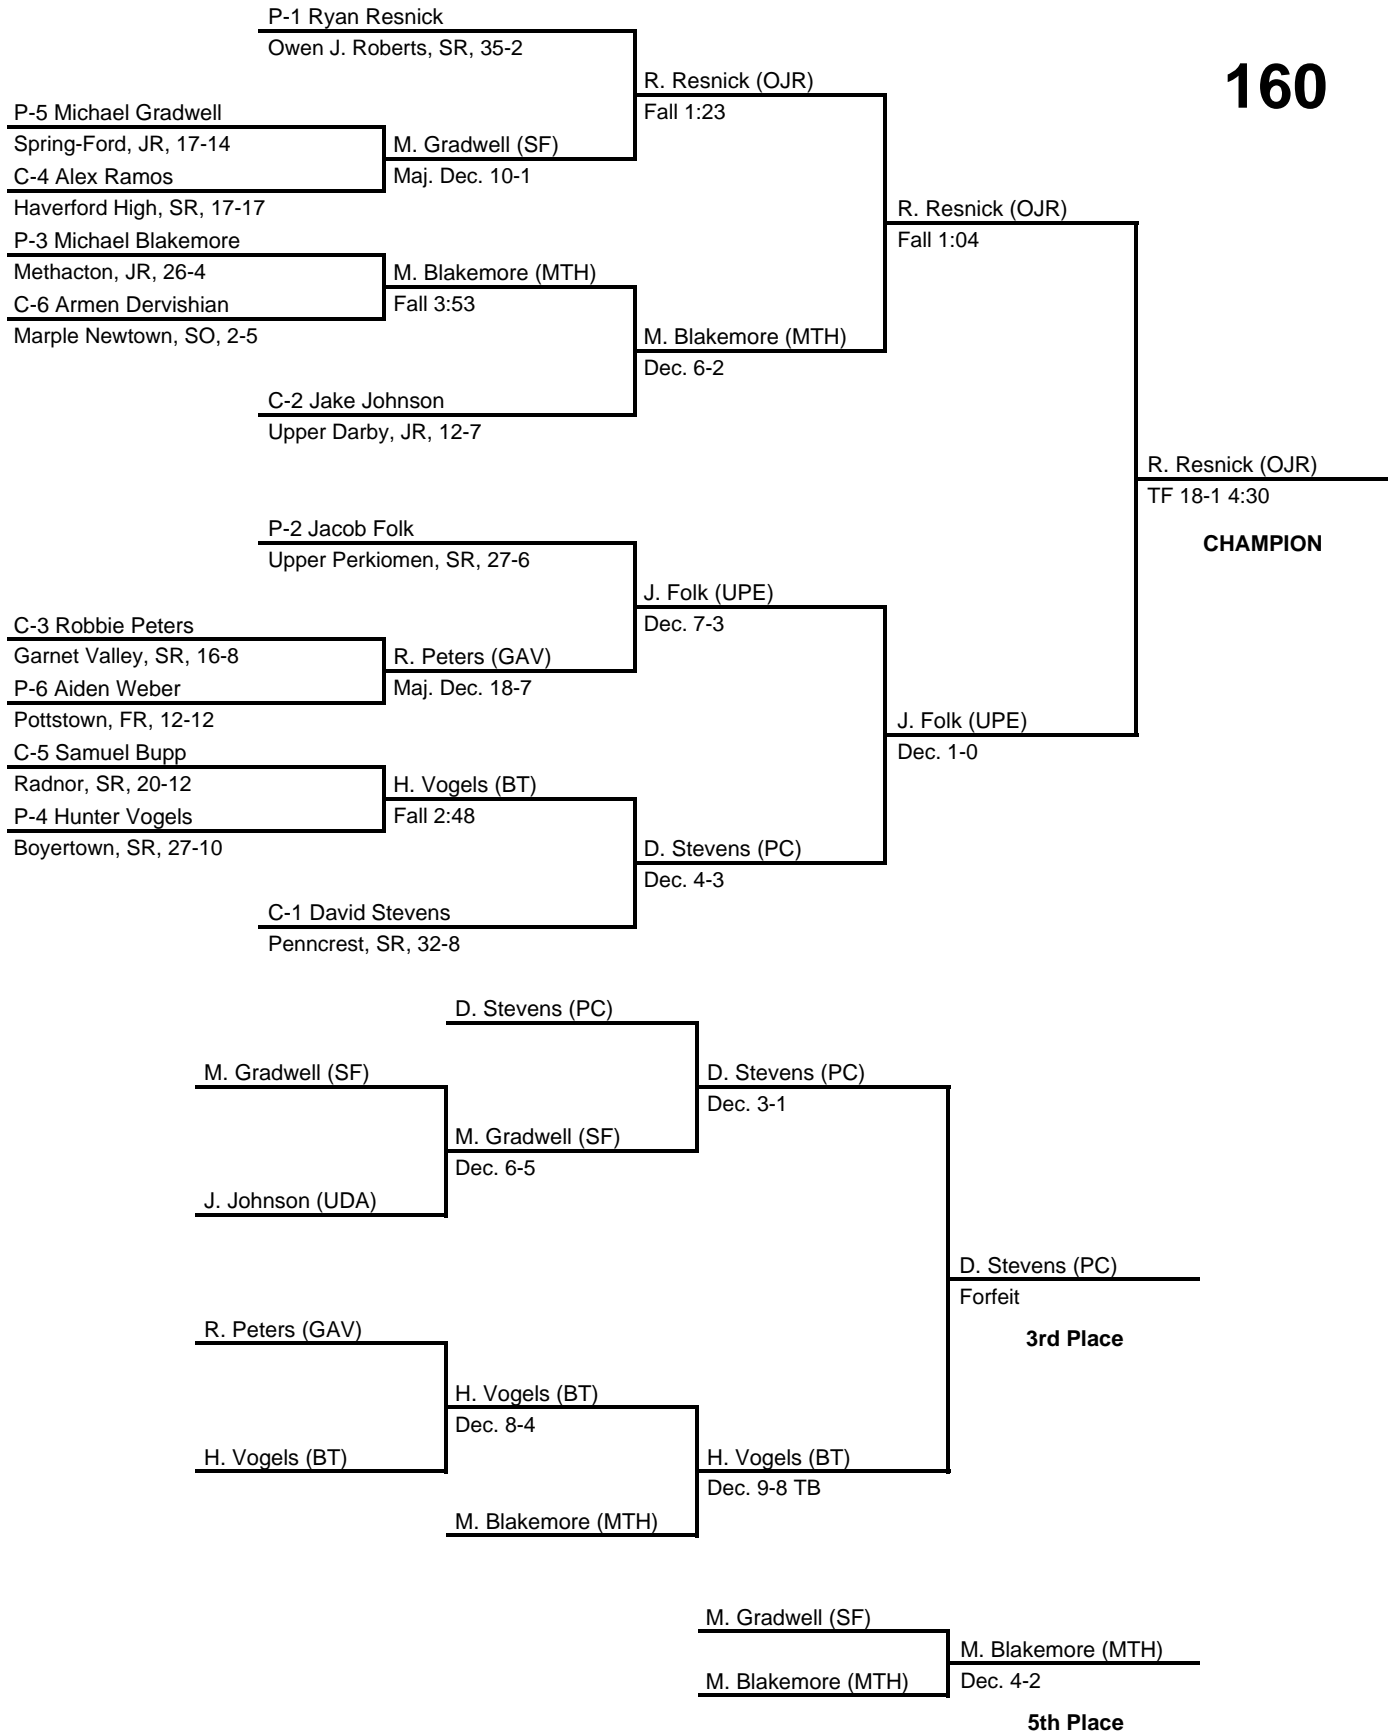 P-1 Ryan Resnick
Owen J. Roberts, SR, 35-2
160
R. Resnick (OJR)
Fall 1:23
P-5 Michael Gradwell
Spring-Ford, JR, 17-14
M. Gradwell (SF)
Maj. Dec. 10-1
C-4 Alex Ramos
Haverford High, SR, 17-17
R. Resnick (OJR)
Fall 1:04
P-3 Michael Blakemore
Methacton, JR, 26-4
M. Blakemore (MTH)
Fall 3:53
C-6 Armen Dervishian
Marple Newtown, SO, 2-5
M. Blakemore (MTH)
Dec. 6-2
C-2 Jake Johnson
Upper Darby, JR, 12-7
R. Resnick (OJR)
TF 18-1 4:30
CHAMPION
P-2 Jacob Folk
Upper Perkiomen, SR, 27-6
J. Folk (UPE)
Dec. 7-3
C-3 Robbie Peters
Garnet Valley, SR, 16-8
R. Peters (GAV)
Maj. Dec. 18-7
P-6 Aiden Weber
Pottstown, FR, 12-12
J. Folk (UPE)
Dec. 1-0
C-5 Samuel Bupp
Radnor, SR, 20-12
H. Vogels (BT)
Fall 2:48
P-4 Hunter Vogels
Boyertown, SR, 27-10
D. Stevens (PC)
Dec. 4-3
C-1 David Stevens
Penncrest, SR, 32-8
D. Stevens (PC)
M. Gradwell (SF)
D. Stevens (PC)
Dec. 3-1
M. Gradwell (SF)
Dec. 6-5
J. Johnson (UDA)
D. Stevens (PC)
Forfeit
3rd Place
R. Peters (GAV)
H. Vogels (BT)
Dec. 8-4
H. Vogels (BT)
H. Vogels (BT)
Dec. 9-8 TB
M. Blakemore (MTH)
M. Gradwell (SF)
M. Blakemore (MTH)
Dec. 4-2
M. Blakemore (MTH)
5th Place